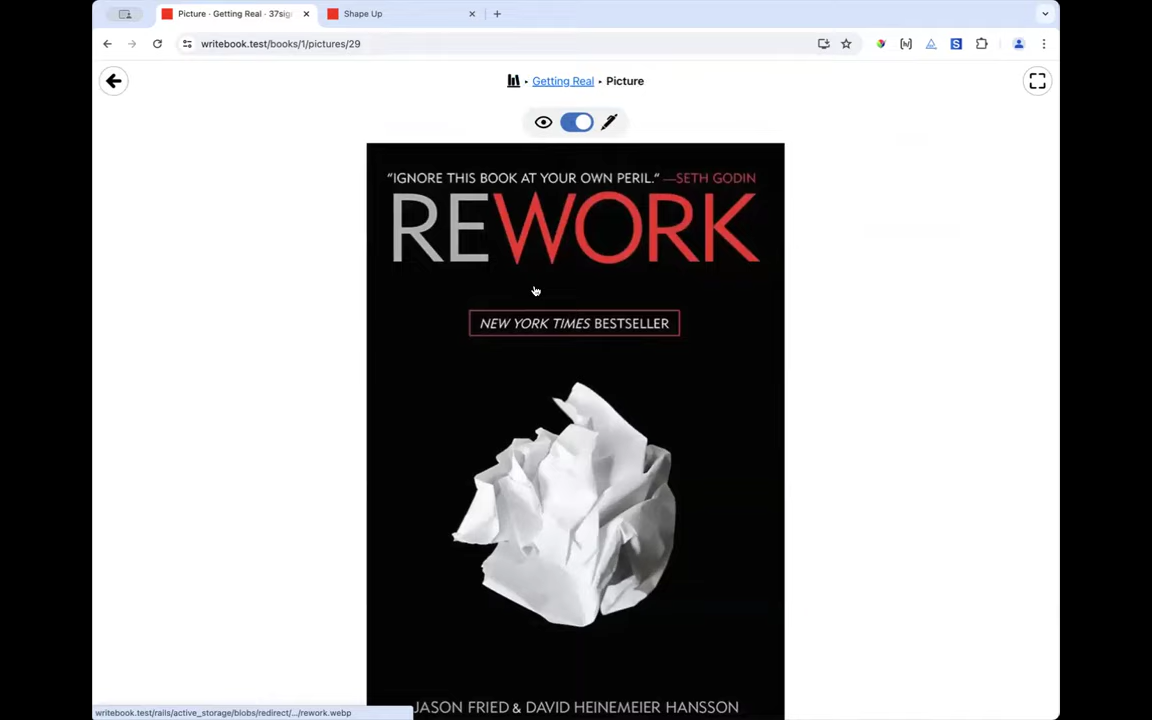 Picture · Getting Real · 37sig
Shape Up
writebook.test/books/1/pictures/29
Getting Real ▸ Picture
“IGNORE THIS BOOK AT YOUR OWN PERIL.” —SETH GODIN
REWORK
NEW YORK TIMES BESTSELLER
JASON FRIED & DAVID HEINEMEIER HANSSON
writebook.test/rails/active_storage/blobs/redirect/.../rework.webp